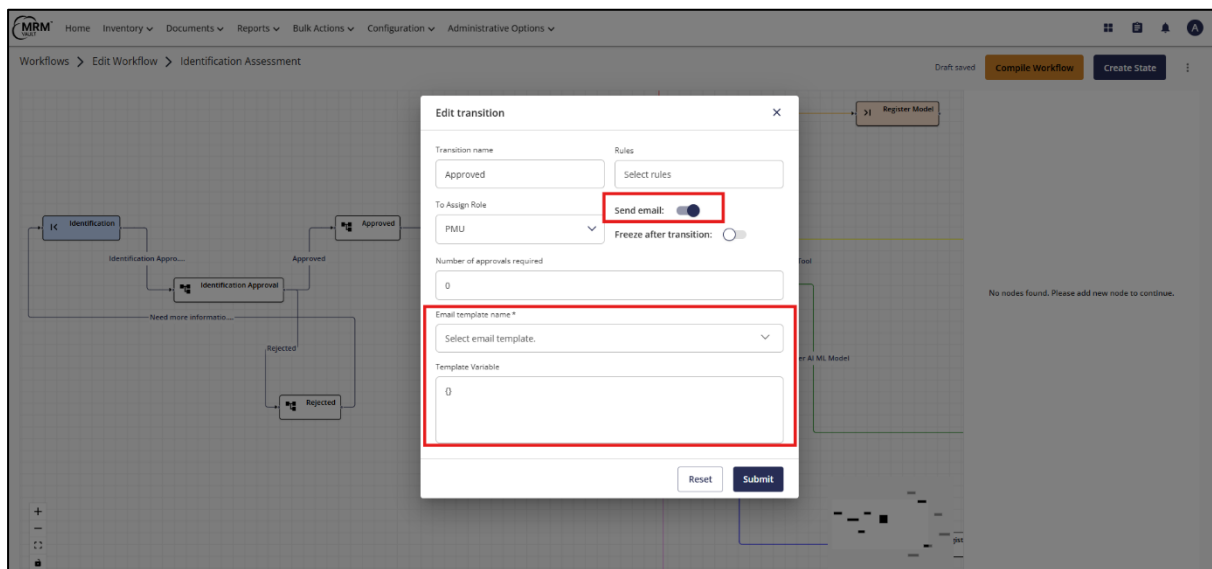 MRM
VAULT
Home Inventory Documents Reports Bulk Actions Configuration Administrative Options
A
Workflows > Edit Workflow > Identification Assessment
Draft saved
Compile Workflow
Create State
Edit transition
Transition name
Rules
Approved
Select rules
To Assign Role
Send email:
PMU
Freeze after transition:
Number of approvals required
0
Email template name *
Select email template.
Template Variable
{}
Reset
Submit
Register Model
Identification
Approved
Identification Appro....
Approved
Identification Approval
Need more informatio....
Rejected
Rejected
Tool
er AI ML Model
No nodes found. Please add new node to continue.
gist